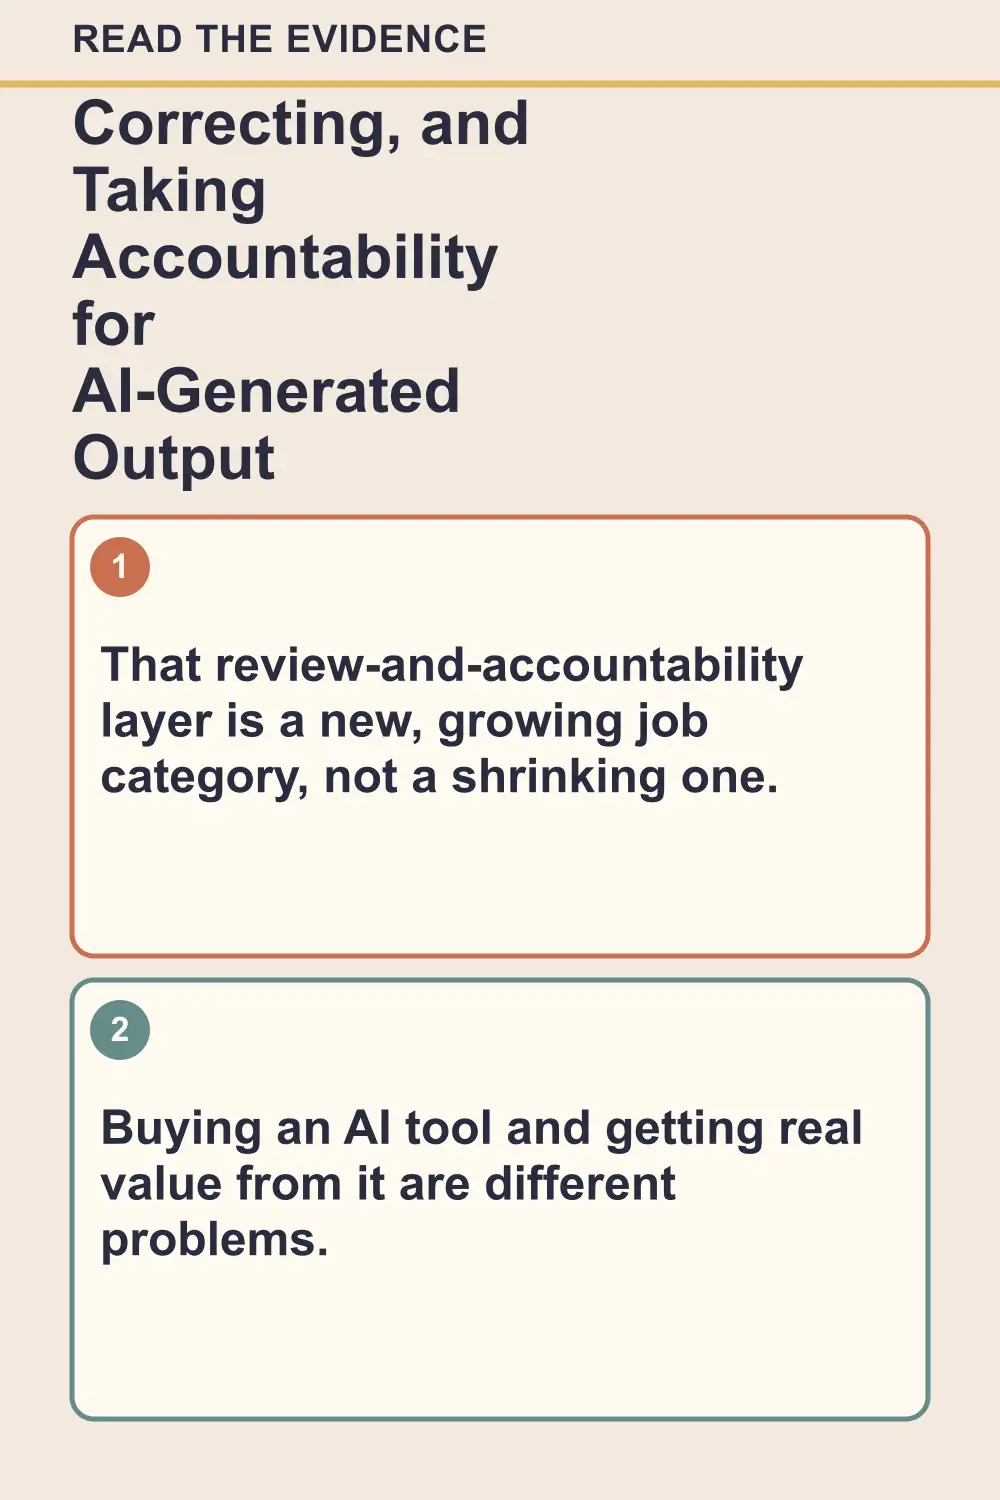 READ THE EVIDENCE
Correcting, and
Taking
Accountability
for
AI-Generated
Output
1
That review-and-accountability
layer is a new, growing job
category, not a shrinking one.
2
Buying an AI tool and getting real
value from it are different
problems.